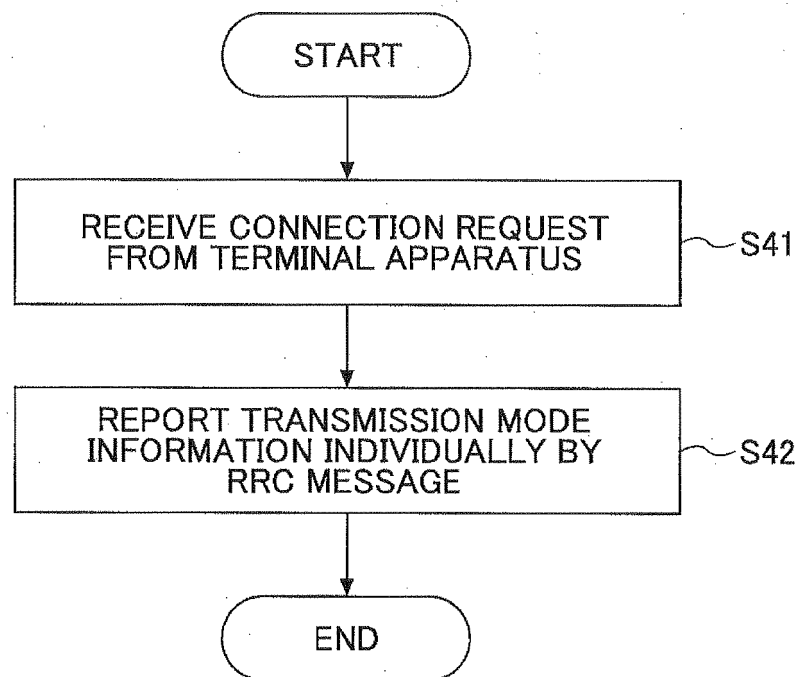 START
RECEIVE CONNECTION REQUEST
FROM TERMINAL APPARATUS
S41
REPORT TRANSMISSION MODE
INFORMATION INDIVIDUALLY BY
RRC MESSAGE
S42
END